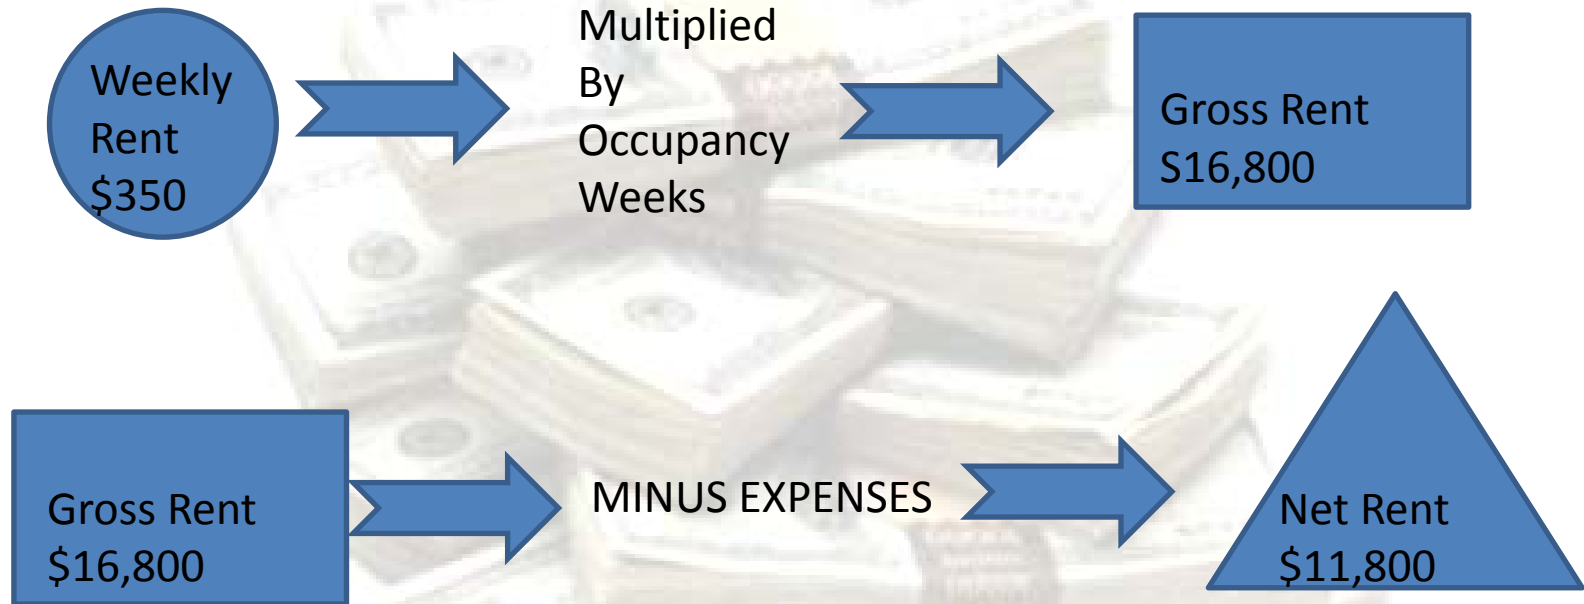 Weekly
Rent
$350
Multiplied
By
Occupancy
Weeks
Gross Rent
S16,800
Gross Rent
$16,800
MINUS EXPENSES
Net Rent
$11,800